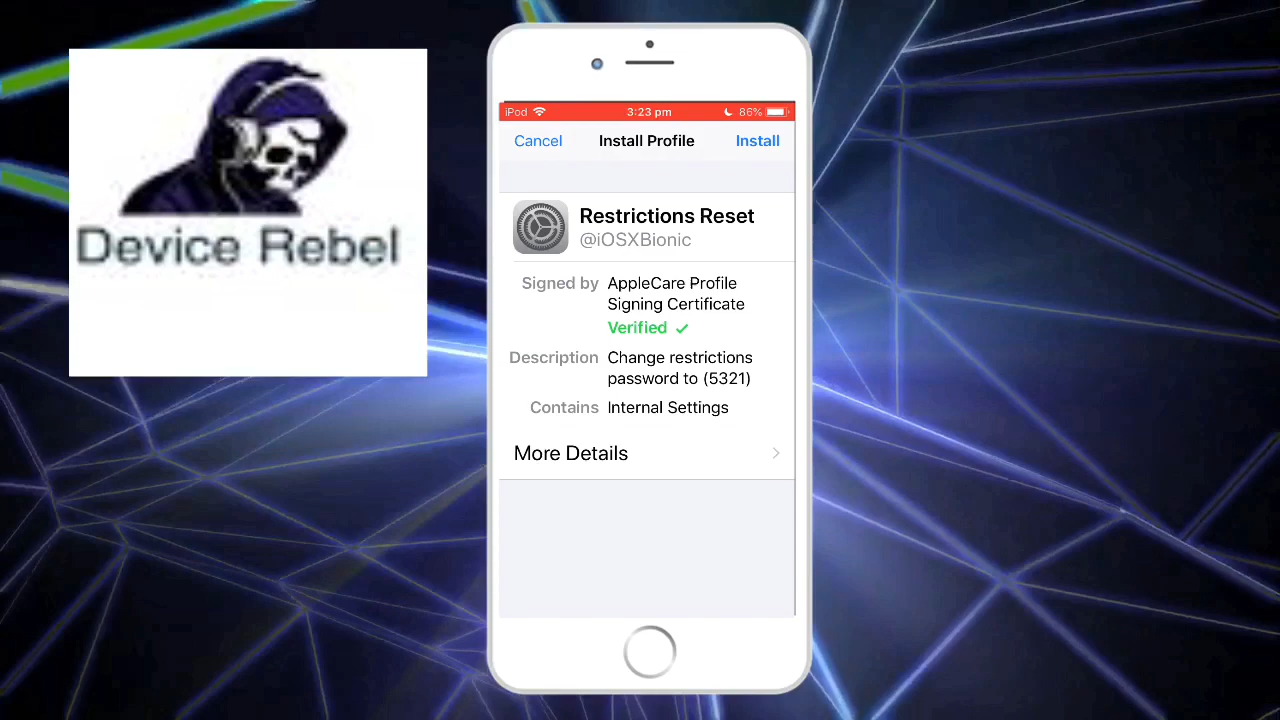 Device Rebel
iPod 3:23 pm 86%
Cancel Install Profile Install
Restrictions Reset
@iOSXBionic
Signed by AppleCare Profile
Signing Certificate
Verified ✓
Description Change restrictions
password to (5321)
Contains Internal Settings
More Details